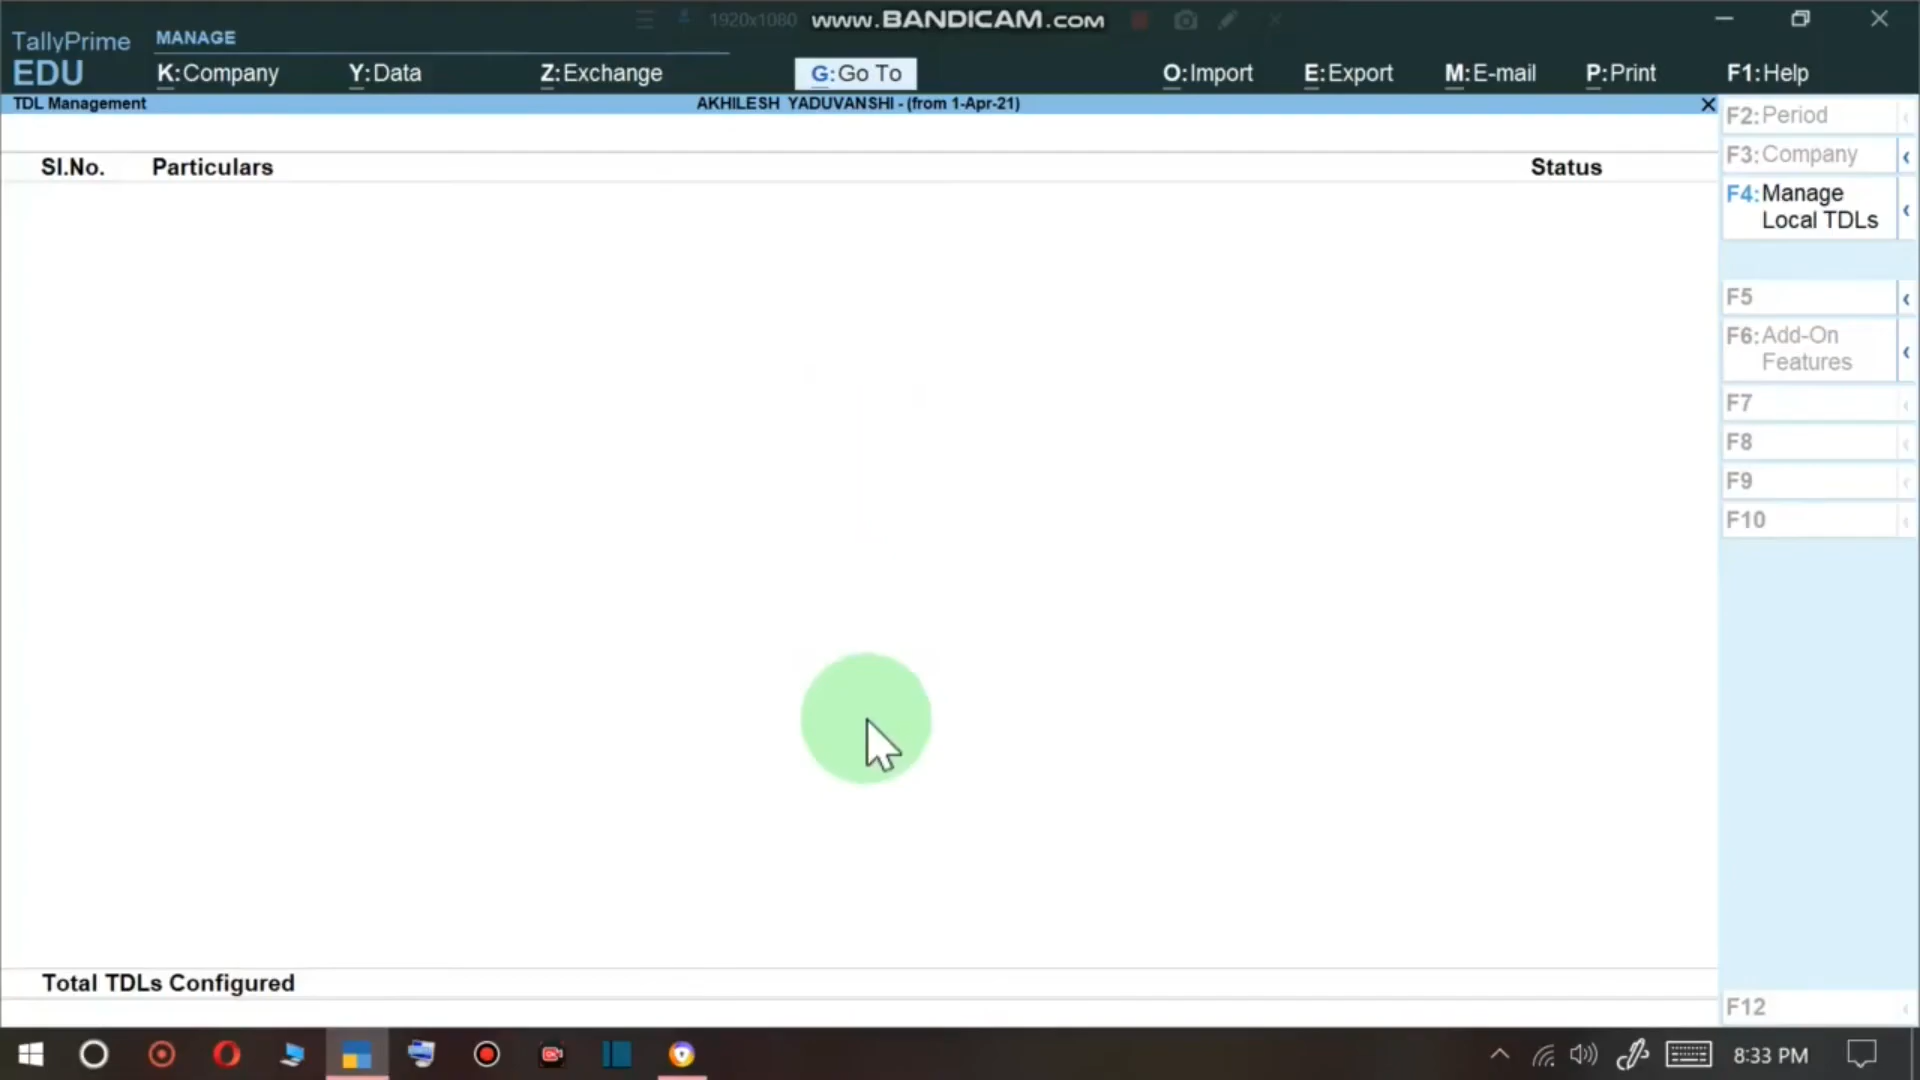 1920x1080 www.BANDICAM.COM
TallyPrime
EDU
MANAGE
K:Company Y:Data Z:Exchange G:Go To O:Import E:Export M:E-mail P:Print F1:Help
TDL Management AKHILESH YADUVANSHI - (from 1-Apr-21)
Sl.No. Particulars Status
F2:Period
F3:Company
F4:Manage
Local TDLs
F5
F6:Add-On
Features
F7
F8
F9
F10
Total TDLs Configured
F12
8:33 PM